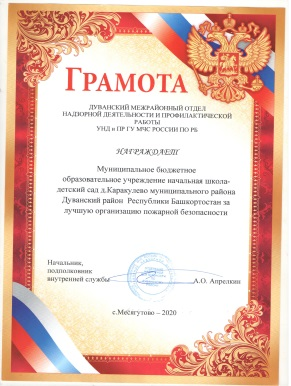 ГРАМОТА
ДУВАНСКИЙ МЕЖРАЙОННЫЙ ОТДЕЛ
НАДЗОРНОЙ ДЕЯТЕЛЬНОСТИ И ПРОФИЛАКТИЧЕСКОЙ
РАБОТЫ
УНД и ПР ГУ МЧС РОССИИ ПО РБ
НАГРАЖДАЕТ
Муниципальное бюджетное
образовательное учреждение начальная школа-
детский сад д.Каракулево муниципального района
Дуванский район Республики Башкортостан за
лучшую организацию пожарной безопасности
Начальник,
подполковник
внутренней службы А.О. Апрелкин
с.Месягутово – 2020